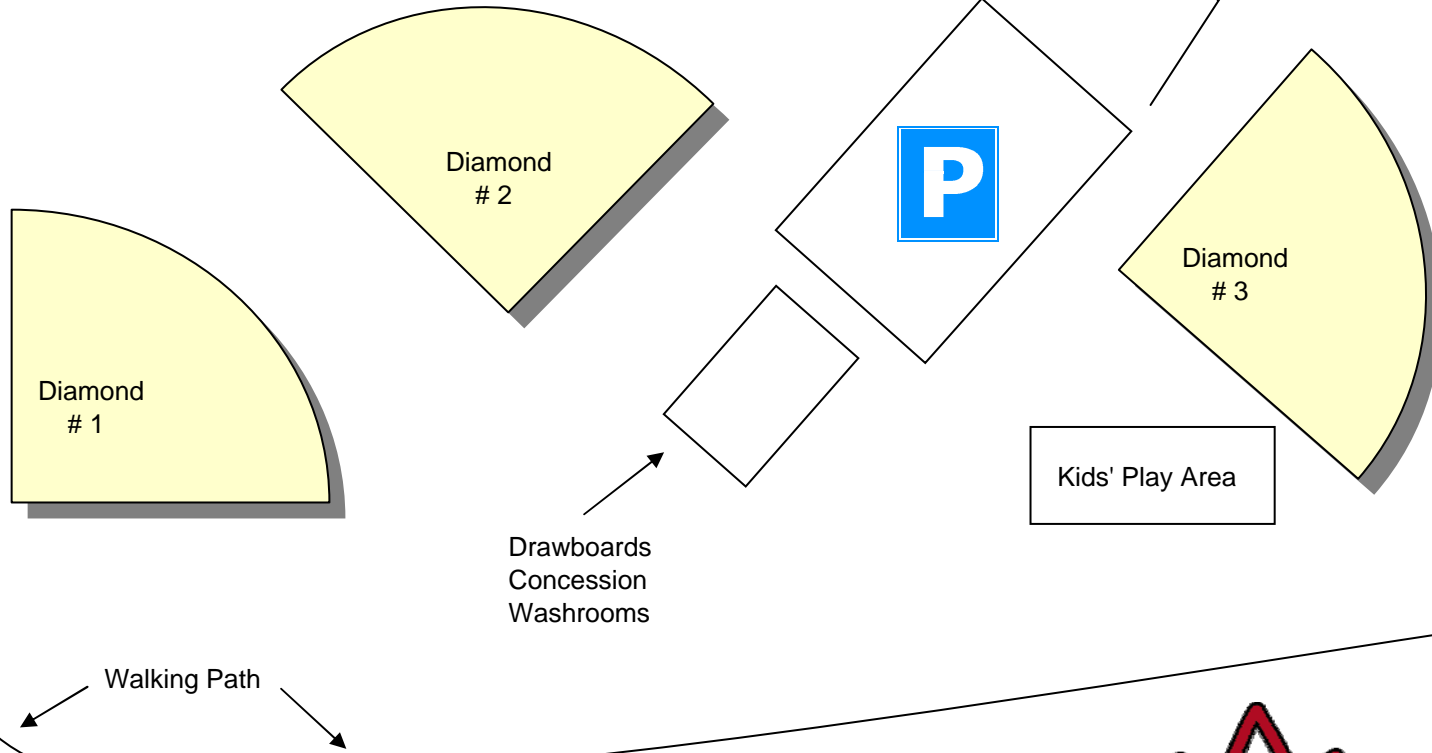 Diamond
# 2
P
Diamond
# 3
Diamond
# 1
Kids' Play Area
Drawboards
Concession
Washrooms
Walking Path